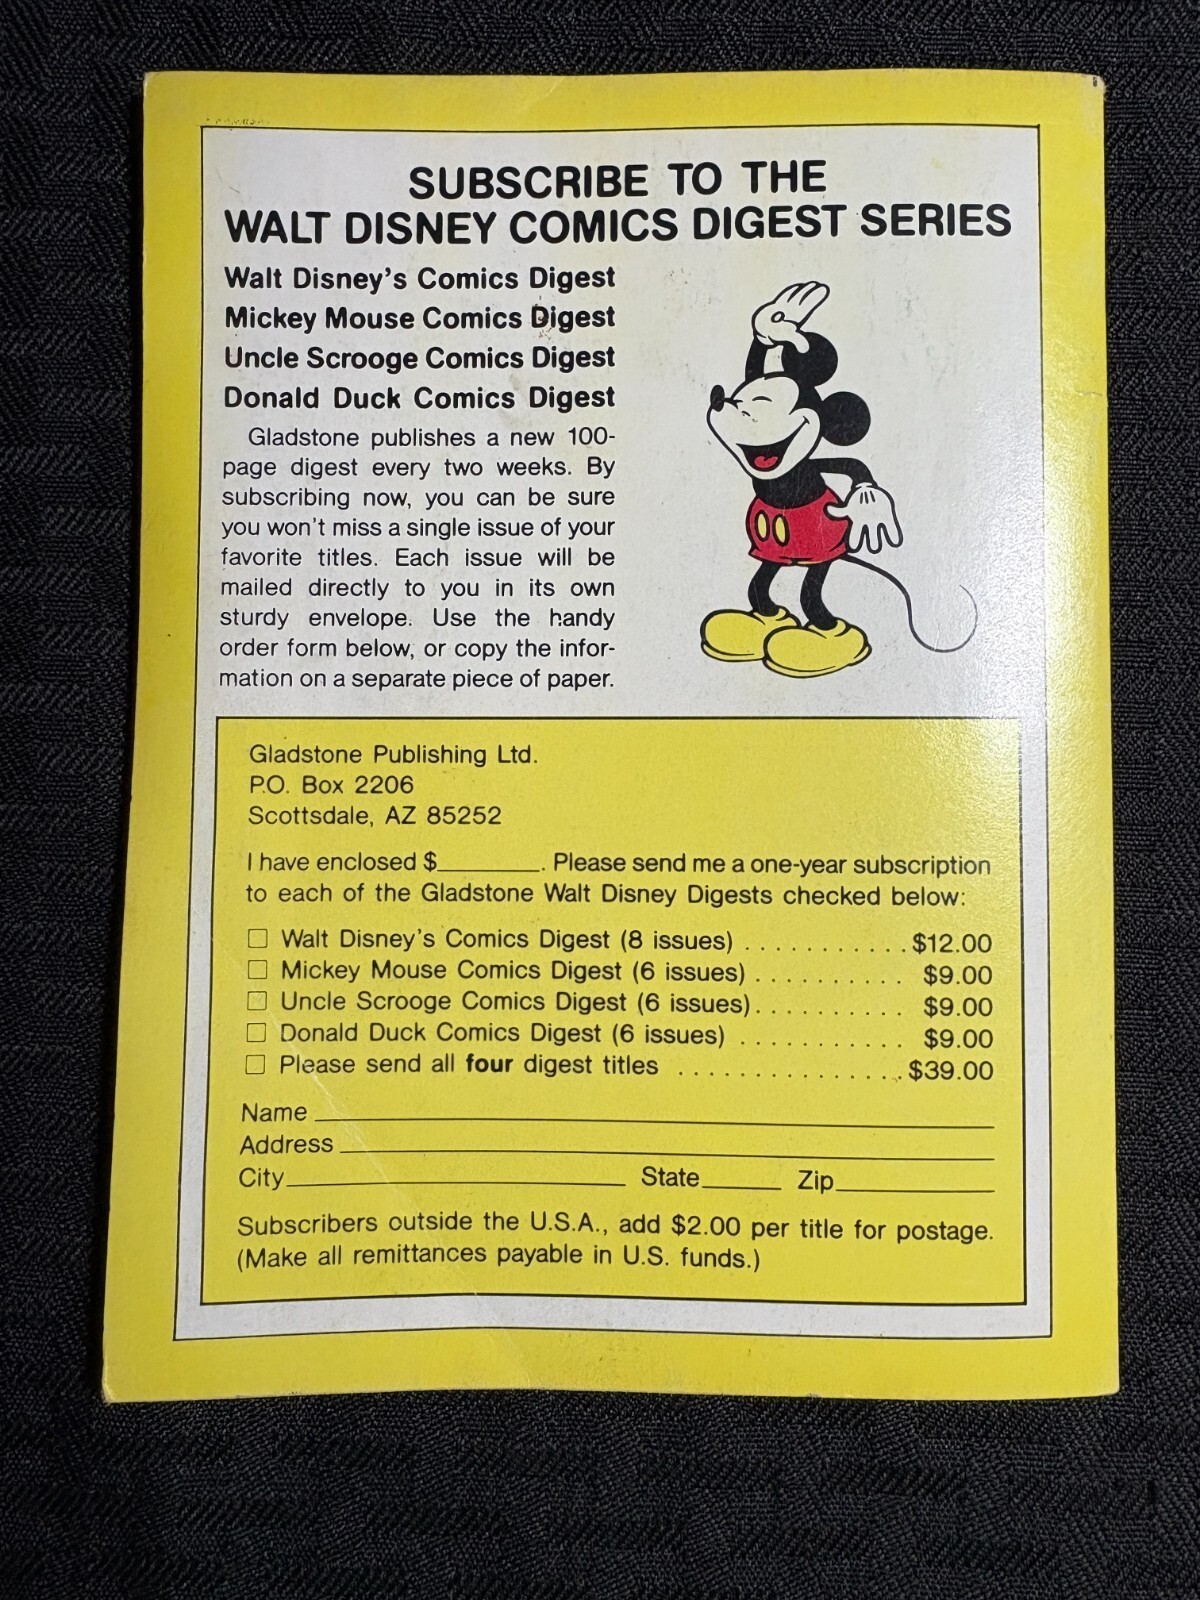 SUBSCRIBE TO THE
WALT DISNEY COMICS DIGEST SERIES
Walt Disney's Comics Digest
Mickey Mouse Comics Digest
Uncle Scrooge Comics Digest
Donald Duck Comics Digest
Gladstone publishes a new 100-
page digest every two weeks. By
subscribing now, you can be sure
you won't miss a single issue of your
favorite titles. Each issue will be
mailed directly to you in its own
sturdy envelope. Use the handy
order form below, or copy the infor-
mation on a separate piece of paper.
Gladstone Publishing Ltd.
P.O. Box 2206
Scottsdale, AZ 85252
I have enclosed $_______. Please send me a one-year subscription
to each of the Gladstone Walt Disney Digests checked below:
☐ Walt Disney's Comics Digest (8 issues) . . . . . . . . . . . $12.00
☐ Mickey Mouse Comics Digest (6 issues) . . . . . . . . . . $9.00
☐ Uncle Scrooge Comics Digest (6 issues) . . . . . . . . . . $9.00
☐ Donald Duck Comics Digest (6 issues) . . . . . . . . . . . $9.00
☐ Please send all four digest titles . . . . . . . . . . . . . . . $39.00
Name
Address
City State Zip
Subscribers outside the U.S.A., add $2.00 per title for postage.
(Make all remittances payable in U.S. funds.)